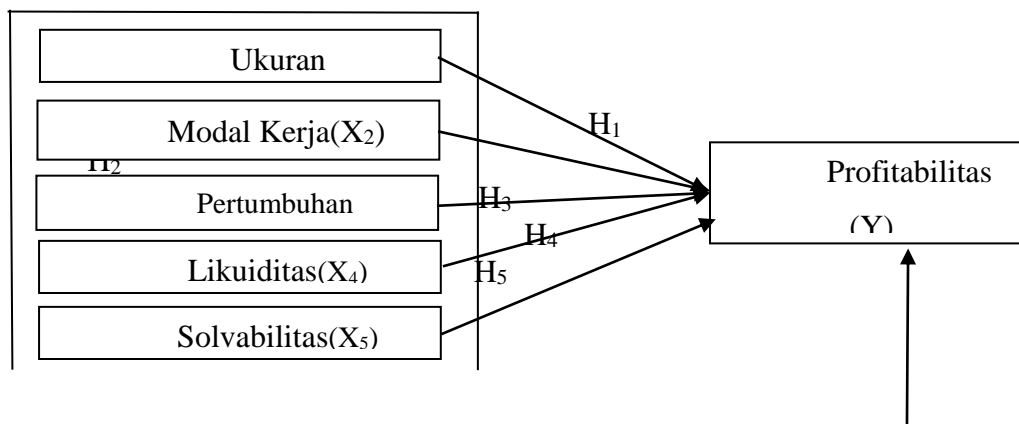 Ukuran
H₁
Modal Kerja(X₂)
H₂
Profitabilitas
(Y)
Pertumbuhan
H₃
H₄
Likuiditas(X₄)
H₅
Solvabilitas(X₅)